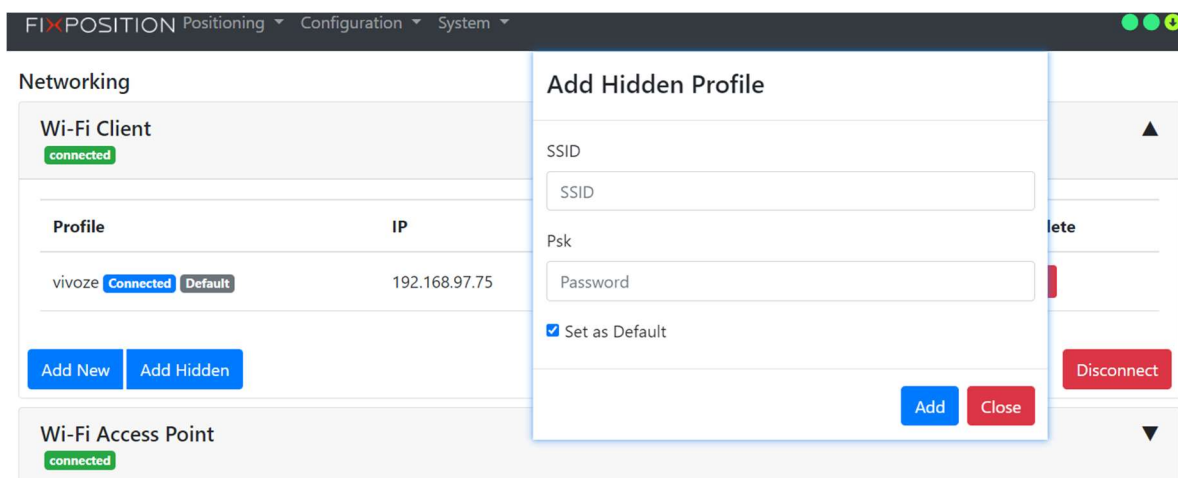 FIXPOSITION Positioning Configuration System
Networking
Wi-Fi Client
connected
Profile IP lete
vivoze Connected Default 192.168.97.75
Add New Add Hidden Disconnect
Wi-Fi Access Point
connected
Add Hidden Profile
SSID
SSID
Psk
Password
Set as Default
Add Close